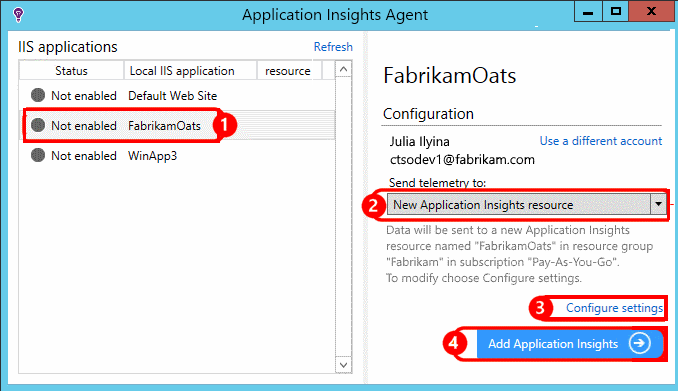 Application Insights Agent
IIS applications
Refresh
Status Local IIS application resource
Not enabled Default Web Site
Not enabled FabrikamOats 1
Not enabled WinApp3
FabrikamOats
Configuration
Julia Ilyina Use a different account
ctsodev1@fabrikam.com
Send telemetry to:
2 New Application Insights resource
Data will be sent to a new Application Insights
resource named "FabrikamOats" in resource group
"Fabrikam" in subscription "Pay-As-You-Go".
To modify choose Configure settings.
3 Configure settings
4 Add Application Insights